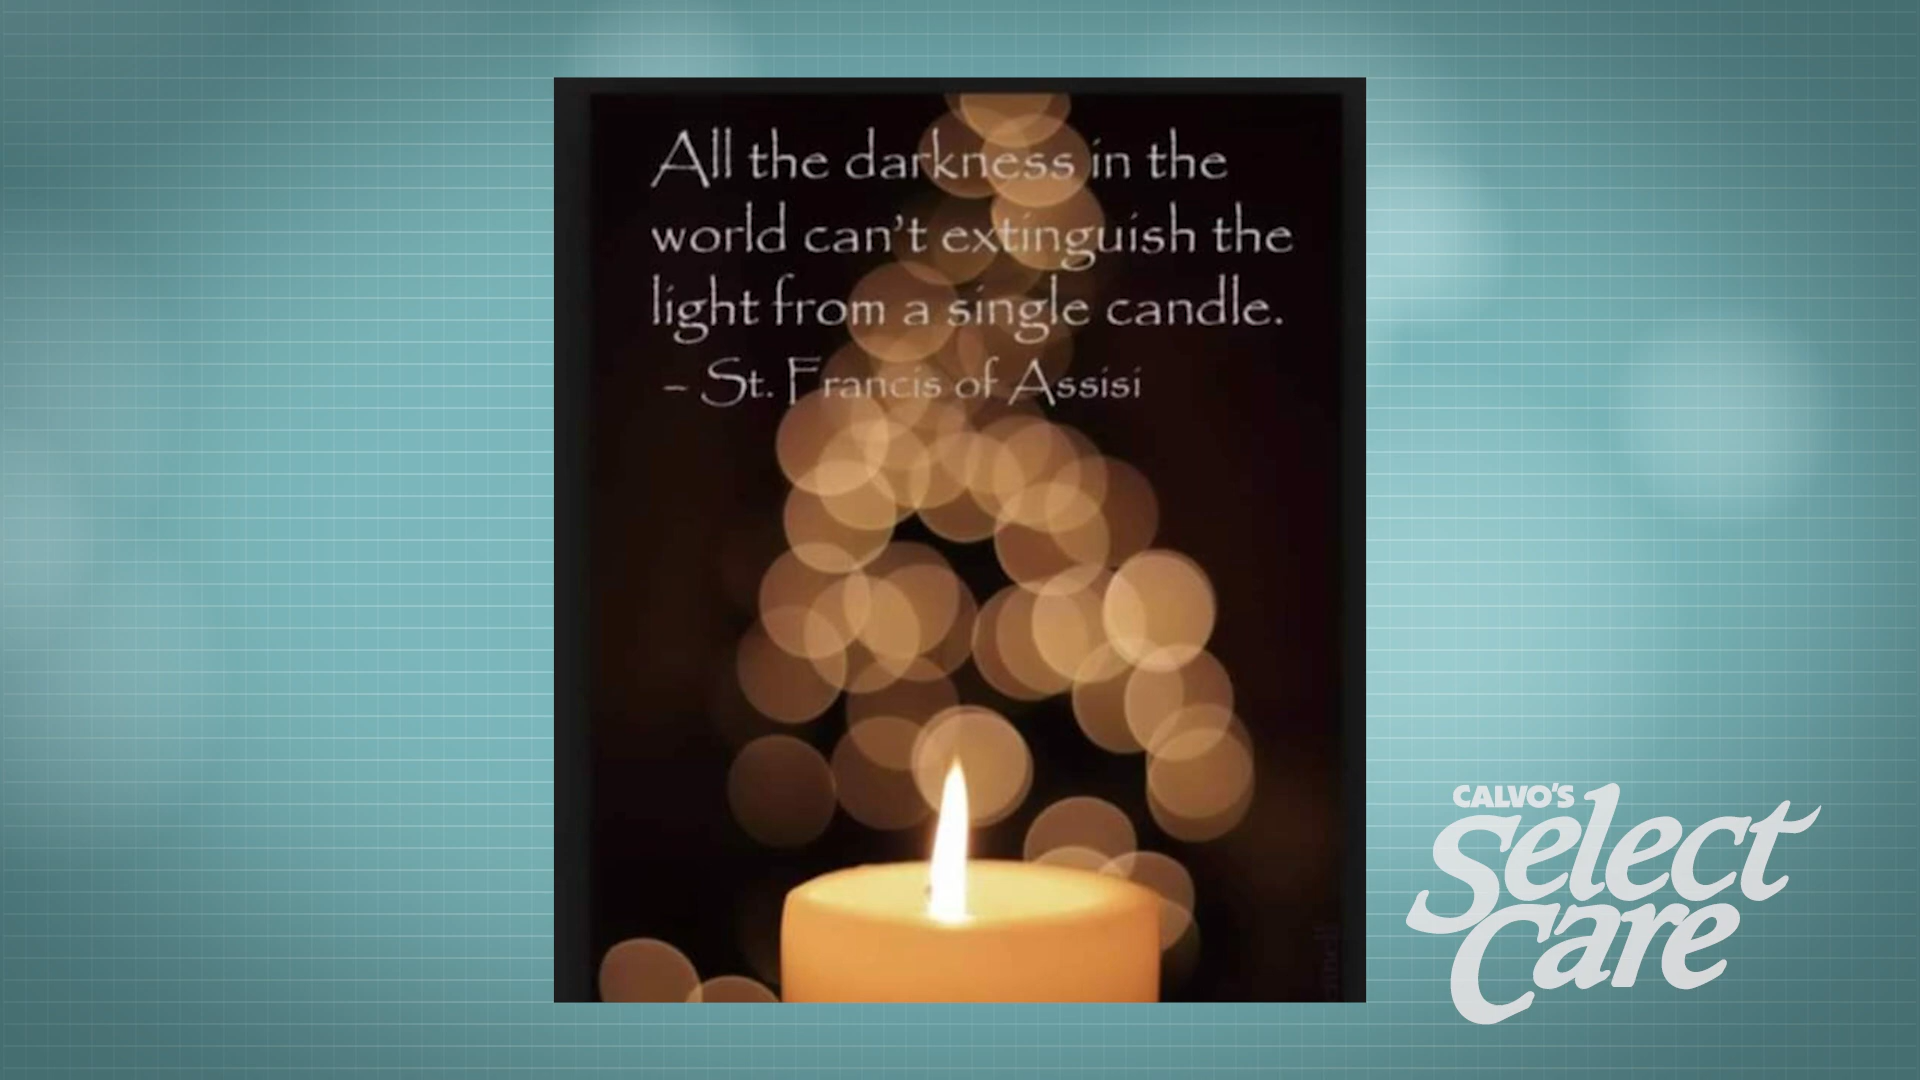 All the darkness in the
world can't extinguish the
light from a single candle.
– St. Francis of Assisi
CALVO'S
Select
Care